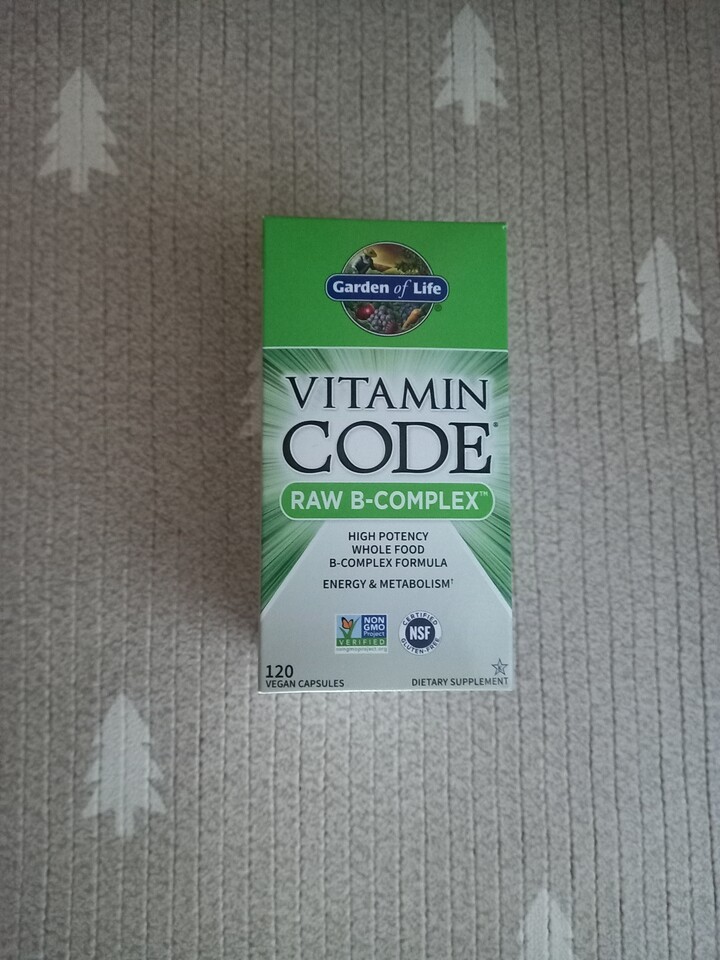 Garden of Life
VITAMIN
CODE®
RAW B-COMPLEX™
HIGH POTENCY
WHOLE FOOD
B-COMPLEX FORMULA
ENERGY & METABOLISM†
NON
GMO
Project
VERIFIED
nongmoproject.org
CERTIFIED
NSF
GLUTEN-FREE
120
VEGAN CAPSULES
DIETARY SUPPLEMENT